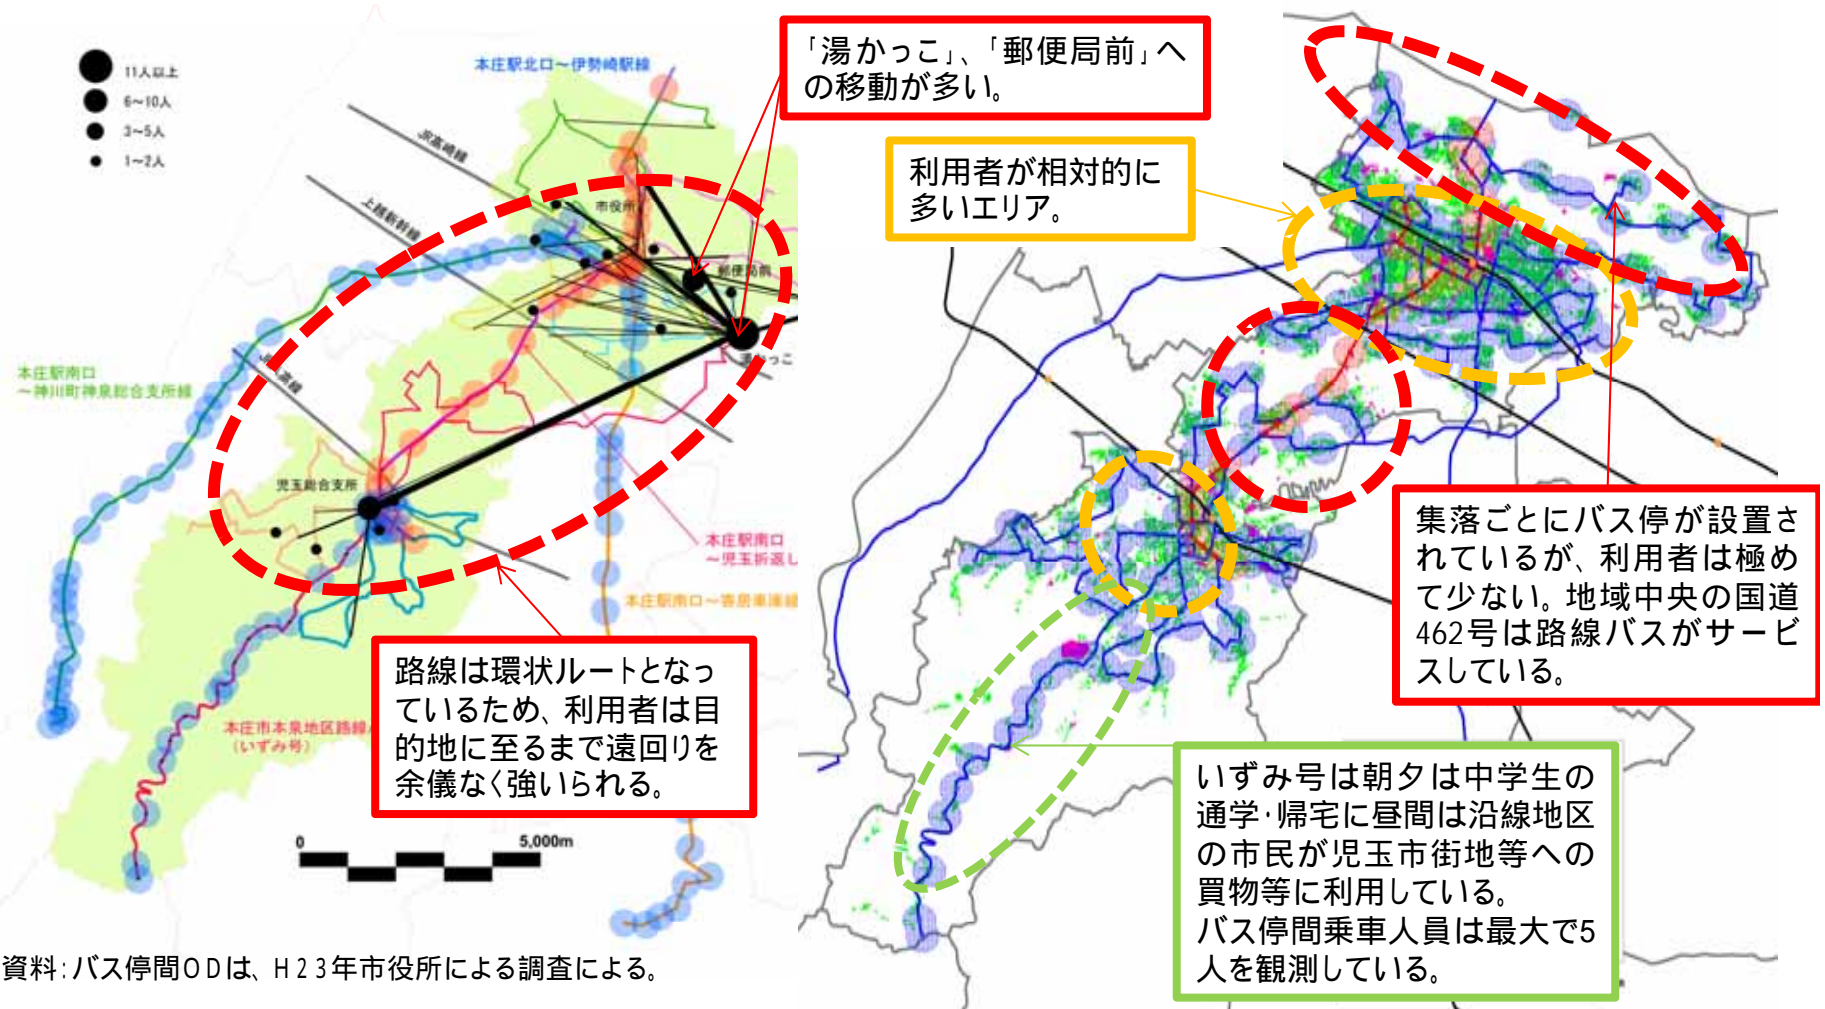 11人以上
6～10人
3～5人
1～2人
本庄駅北口～伊勢崎駅線
JR高崎線
上越新幹線
市役所
郵便局前
湯かっこ
児玉総合支所
本庄駅南口
～神川町神泉総合支所線
本庄駅南口
～児玉折返し
本庄駅南口～寄居車庫線
本庄市本泉地区路線
(いずみ号)
「湯かっこ」、「郵便局前」へ
の移動が多い。
利用者が相対的に
多いエリア。
路線は環状ルートとなっ
ているため、利用者は目
的地に至るまで遠回りを
余儀なく強いられる。
集落ごとにバス停が設置さ
れているが、利用者は極め
て少ない。地域中央の国道
462号は路線バスがサービ
スしている。
いずみ号は朝夕は中学生の
通学・帰宅に昼間は沿線地区
の市民が児玉市街地等への
買物等に利用している。
バス停間乗車人員は最大で5
人を観測している。
0
5,000m
資料:バス停間ODは、H23年市役所による調査による。